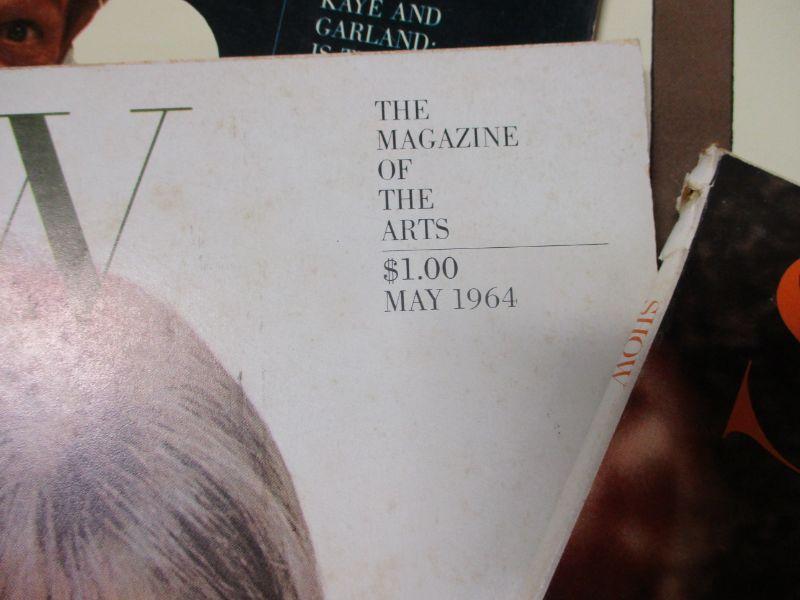 KAYE AND
GARLAND:
W
THE
MAGAZINE
OF
THE
ARTS
$1.00
MAY 1964
SHOW
S